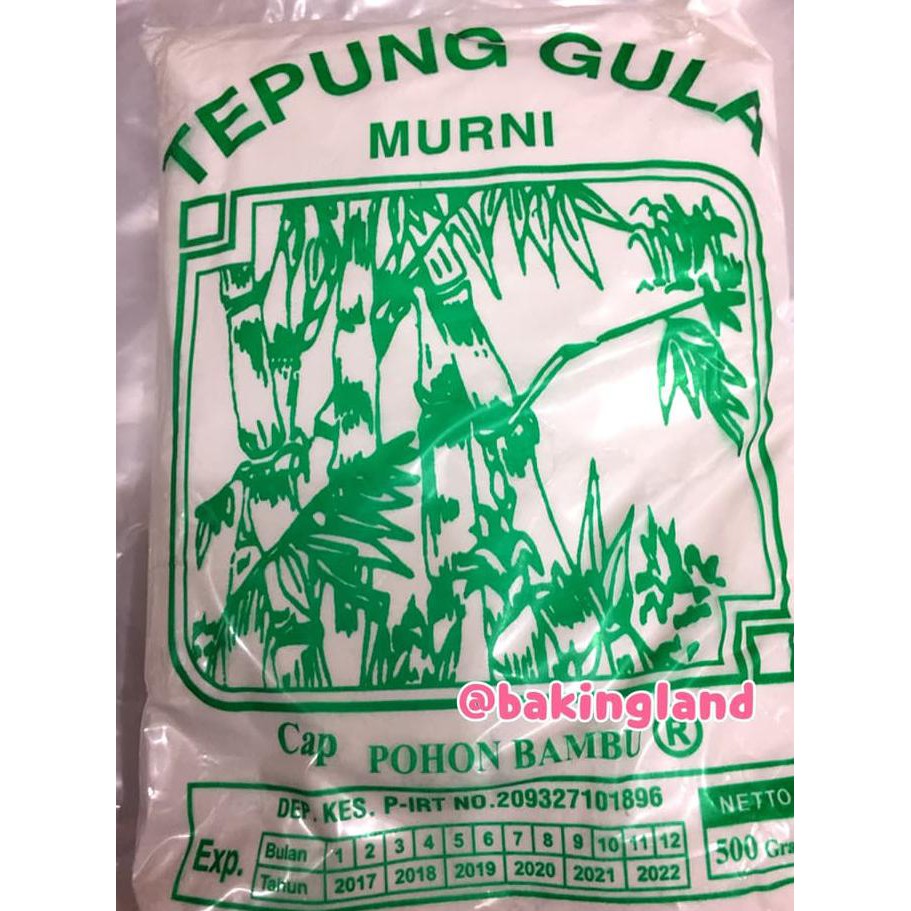 TEPUNG GULA
MURNI
@bakingland
Cap POHON BAMBU ®
DEP. KES. P-IRT NO.209327101896
Exp.
Bulan 1 2 3 4 5 6 7 8 9 10 11 12
Tahun 2017 2018 2019 2020 2021 2022
NETTO
500